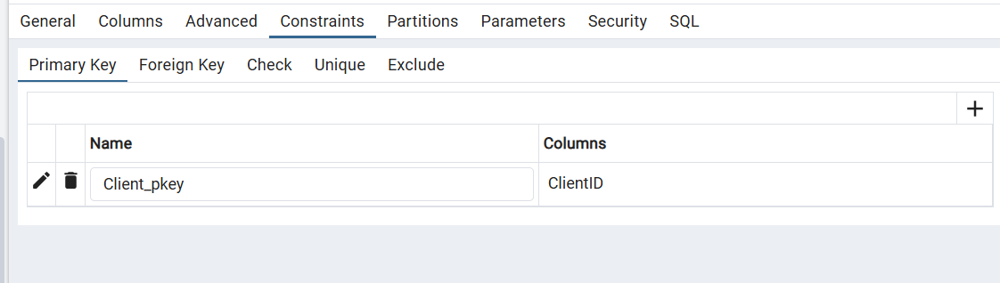 General Columns Advanced Constraints Partitions Parameters Security SQL
Primary Key Foreign Key Check Unique Exclude
Name Columns
Client_pkey ClientID